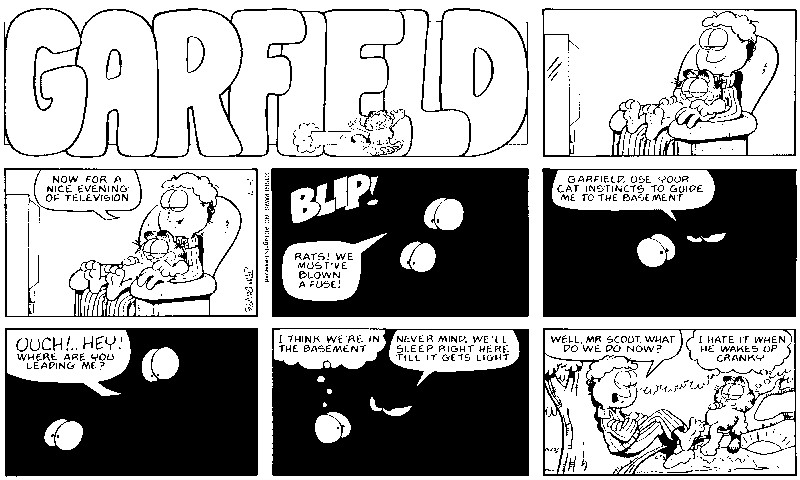 GARFIELD
NOW FOR A
NICE EVENING
OF TELEVISION
JIM DAVIS
BLIP!
RATS! WE
MUST'VE
BLOWN
A FUSE!
GARFIELD, USE YOUR
CAT INSTINCTS TO GUIDE
ME TO THE BASEMENT
OUCH!.. HEY!
WHERE ARE YOU
LEADING ME?
I THINK WE'RE IN
THE BASEMENT
NEVER MIND, WE'LL
SLEEP RIGHT HERE
TILL IT GETS LIGHT
WELL, MR SCOUT, WHAT
DO WE DO NOW?
I HATE IT WHEN
HE WAKES UP
CRANKY